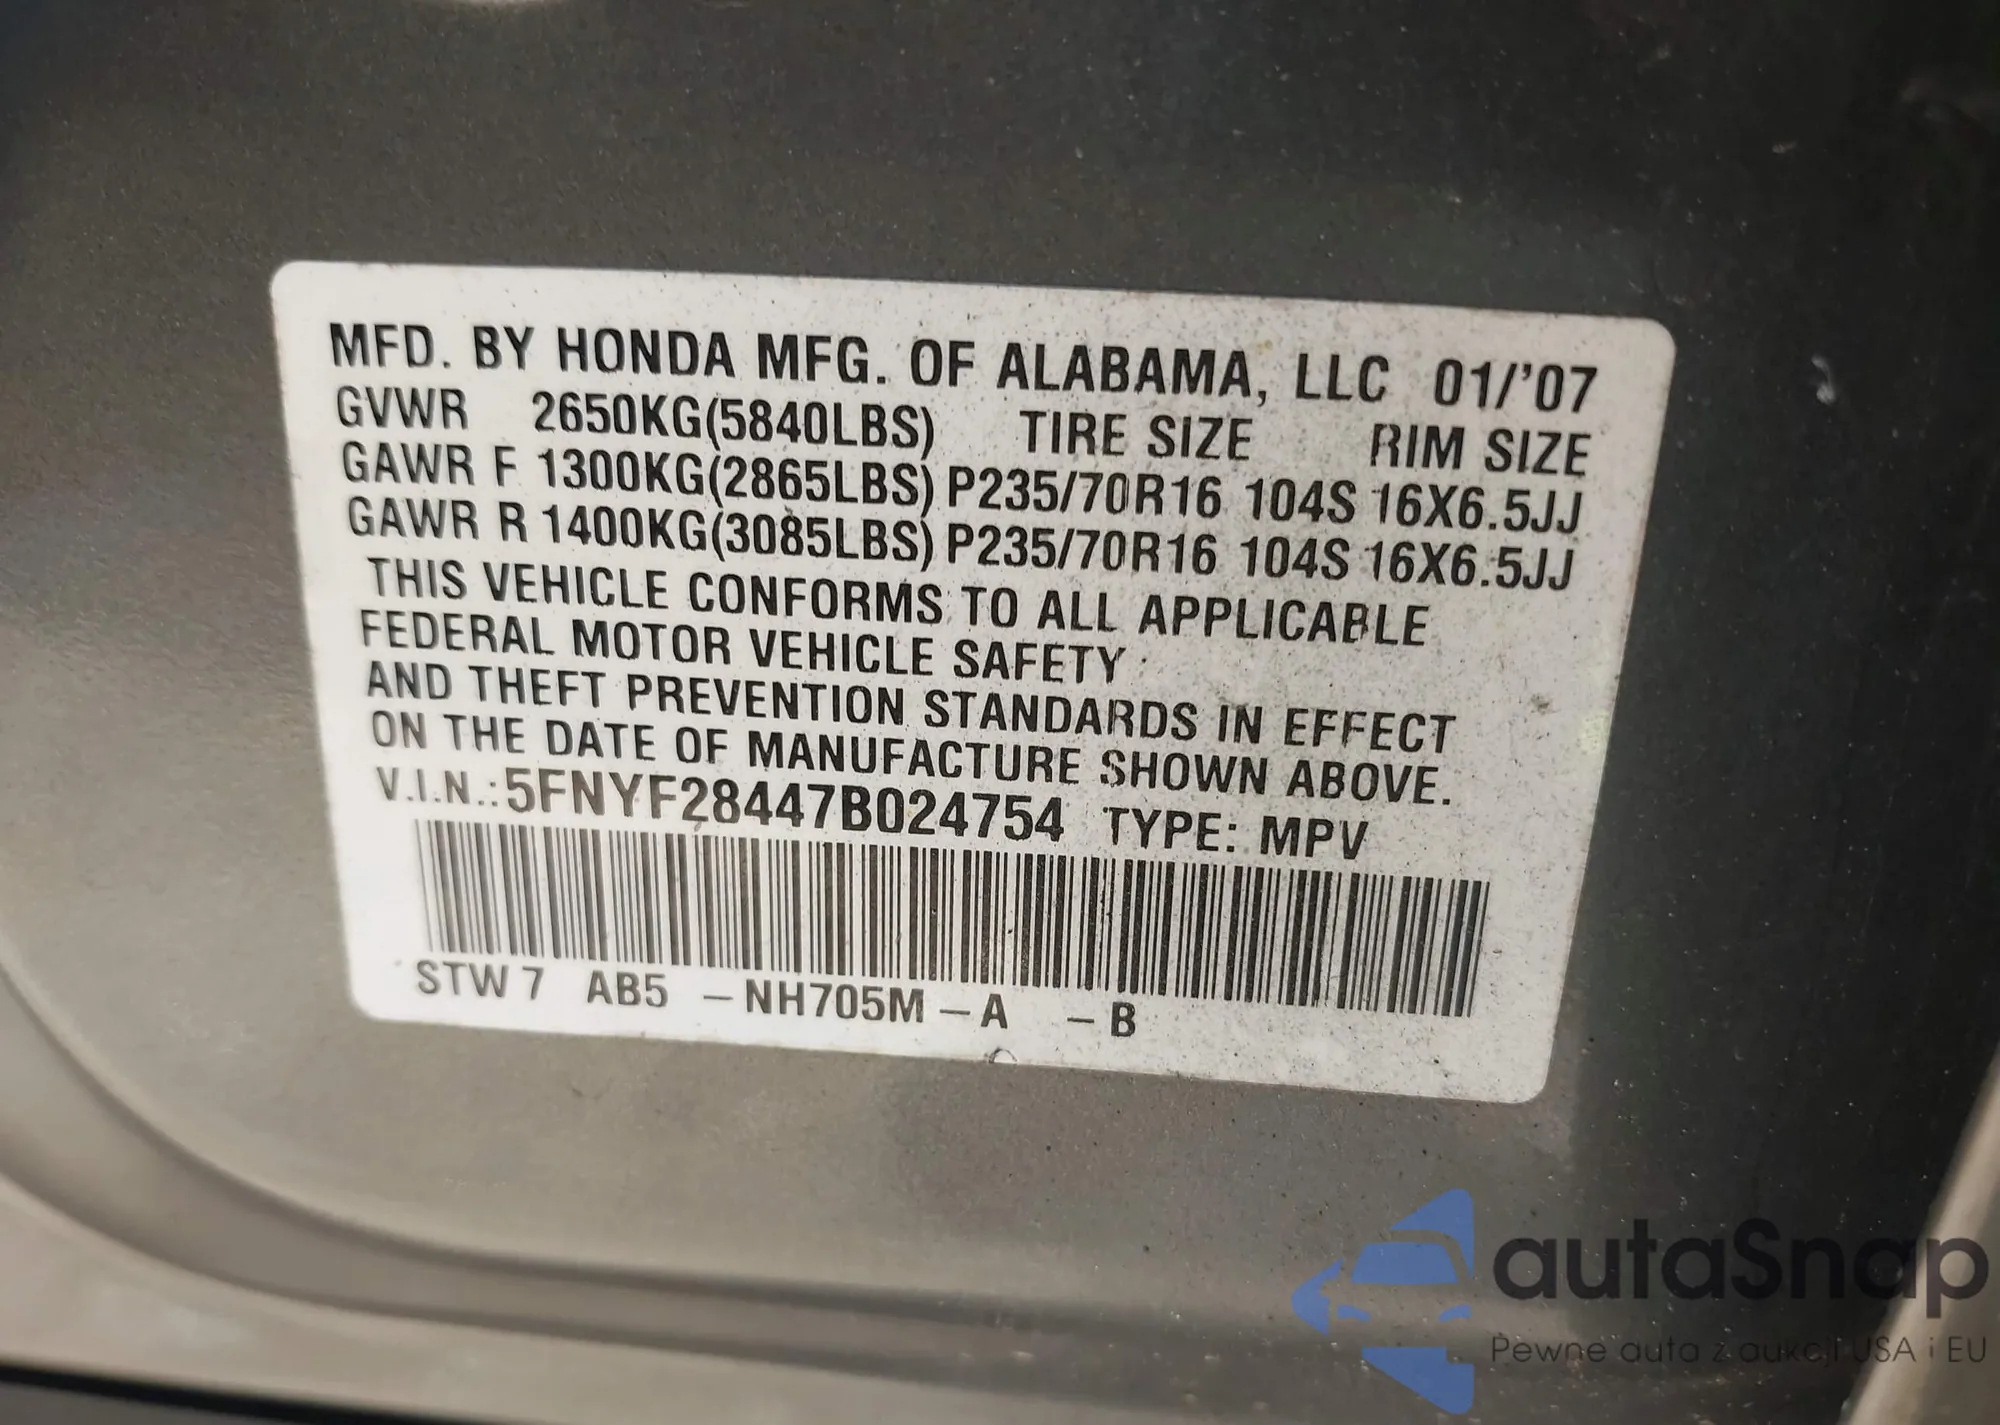 MFD. BY HONDA MFG. OF ALABAMA, LLC 01/'07
GVWR 2650KG(5840LBS) TIRE SIZE RIM SIZE
GAWR F 1300KG(2865LBS) P235/70R16 104S 16X6.5JJ
GAWR R 1400KG(3085LBS) P235/70R16 104S 16X6.5JJ
THIS VEHICLE CONFORMS TO ALL APPLICABLE
FEDERAL MOTOR VEHICLE SAFETY
AND THEFT PREVENTION STANDARDS IN EFFECT
ON THE DATE OF MANUFACTURE SHOWN ABOVE.
V.I.N.: 5FNYF28447B024754 TYPE: MPV
STW7 AB5 –NH705M–A –B
autaSnap
Pewne auta z aukcji USA i EU